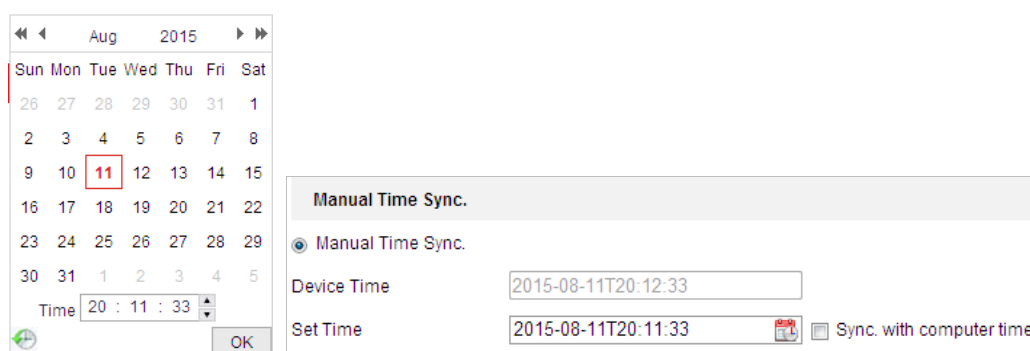 Aug 2015
Sun Mon Tue Wed Thu Fri Sat
26 27 28 29 30 31 1
2 3 4 5 6 7 8
9 10 11 12 13 14 15
16 17 18 19 20 21 22
23 24 25 26 27 28 29
30 31 1 2 3 4 5
Time 20 : 11 : 33
OK
Manual Time Sync.
Manual Time Sync.
Device Time 2015-08-11T20:12:33
Set Time 2015-08-11T20:11:33 Sync. with computer time